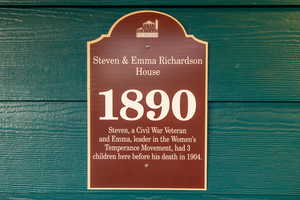 Steven & Emma Richardson
House
1890
Steven, a Civil War Veteran
and Emma, leader in the Women's
Temperance Movement, had 3
children here before his death in 1904.